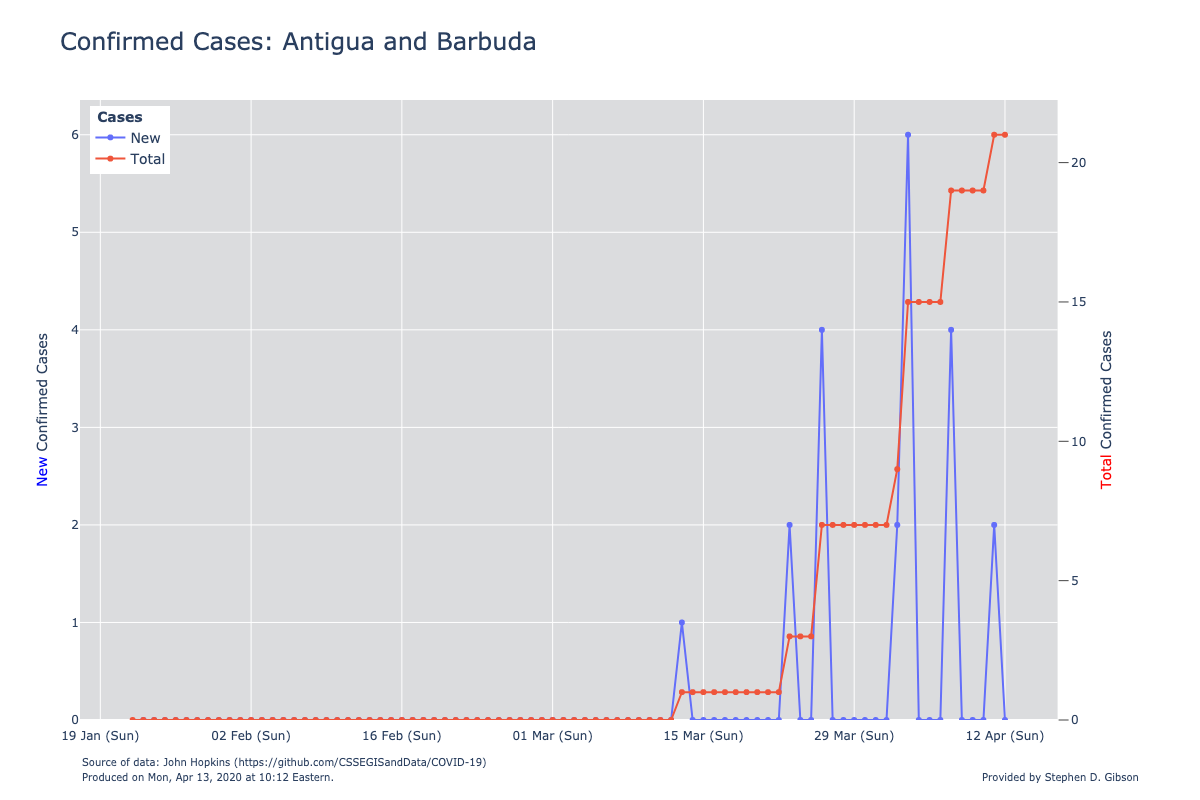 Confirmed Cases: Antigua and Barbuda
Cases
New
Total
6
5
4
3
2
1
0
20
15
10
5
0
New Confirmed Cases
Total Confirmed Cases
19 Jan (Sun)
02 Feb (Sun)
16 Feb (Sun)
01 Mar (Sun)
15 Mar (Sun)
29 Mar (Sun)
12 Apr (Sun)
Source of data: John Hopkins (https://github.com/CSSEGISandData/COVID-19)
Produced on Mon, Apr 13, 2020 at 10:12 Eastern.
Provided by Stephen D. Gibson